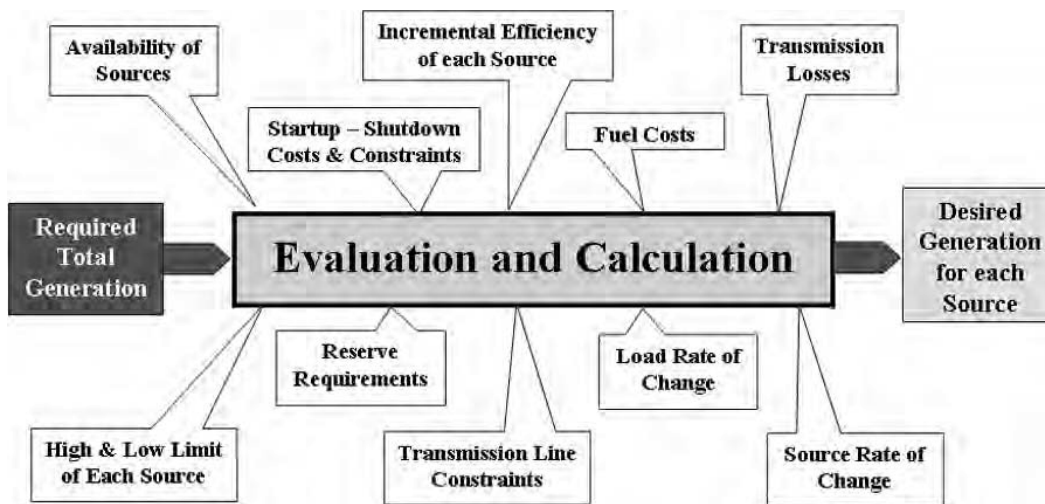 Availability of
Sources
Incremental Efficiency
of each Source
Transmission
Losses
Startup – Shutdown
Costs & Constraints
Fuel Costs
Required
Total
Generation
Evaluation and Calculation
Desired
Generation
for each
Source
Reserve
Requirements
Load Rate of
Change
High & Low Limit
of Each Source
Transmission Line
Constraints
Source Rate of
Change